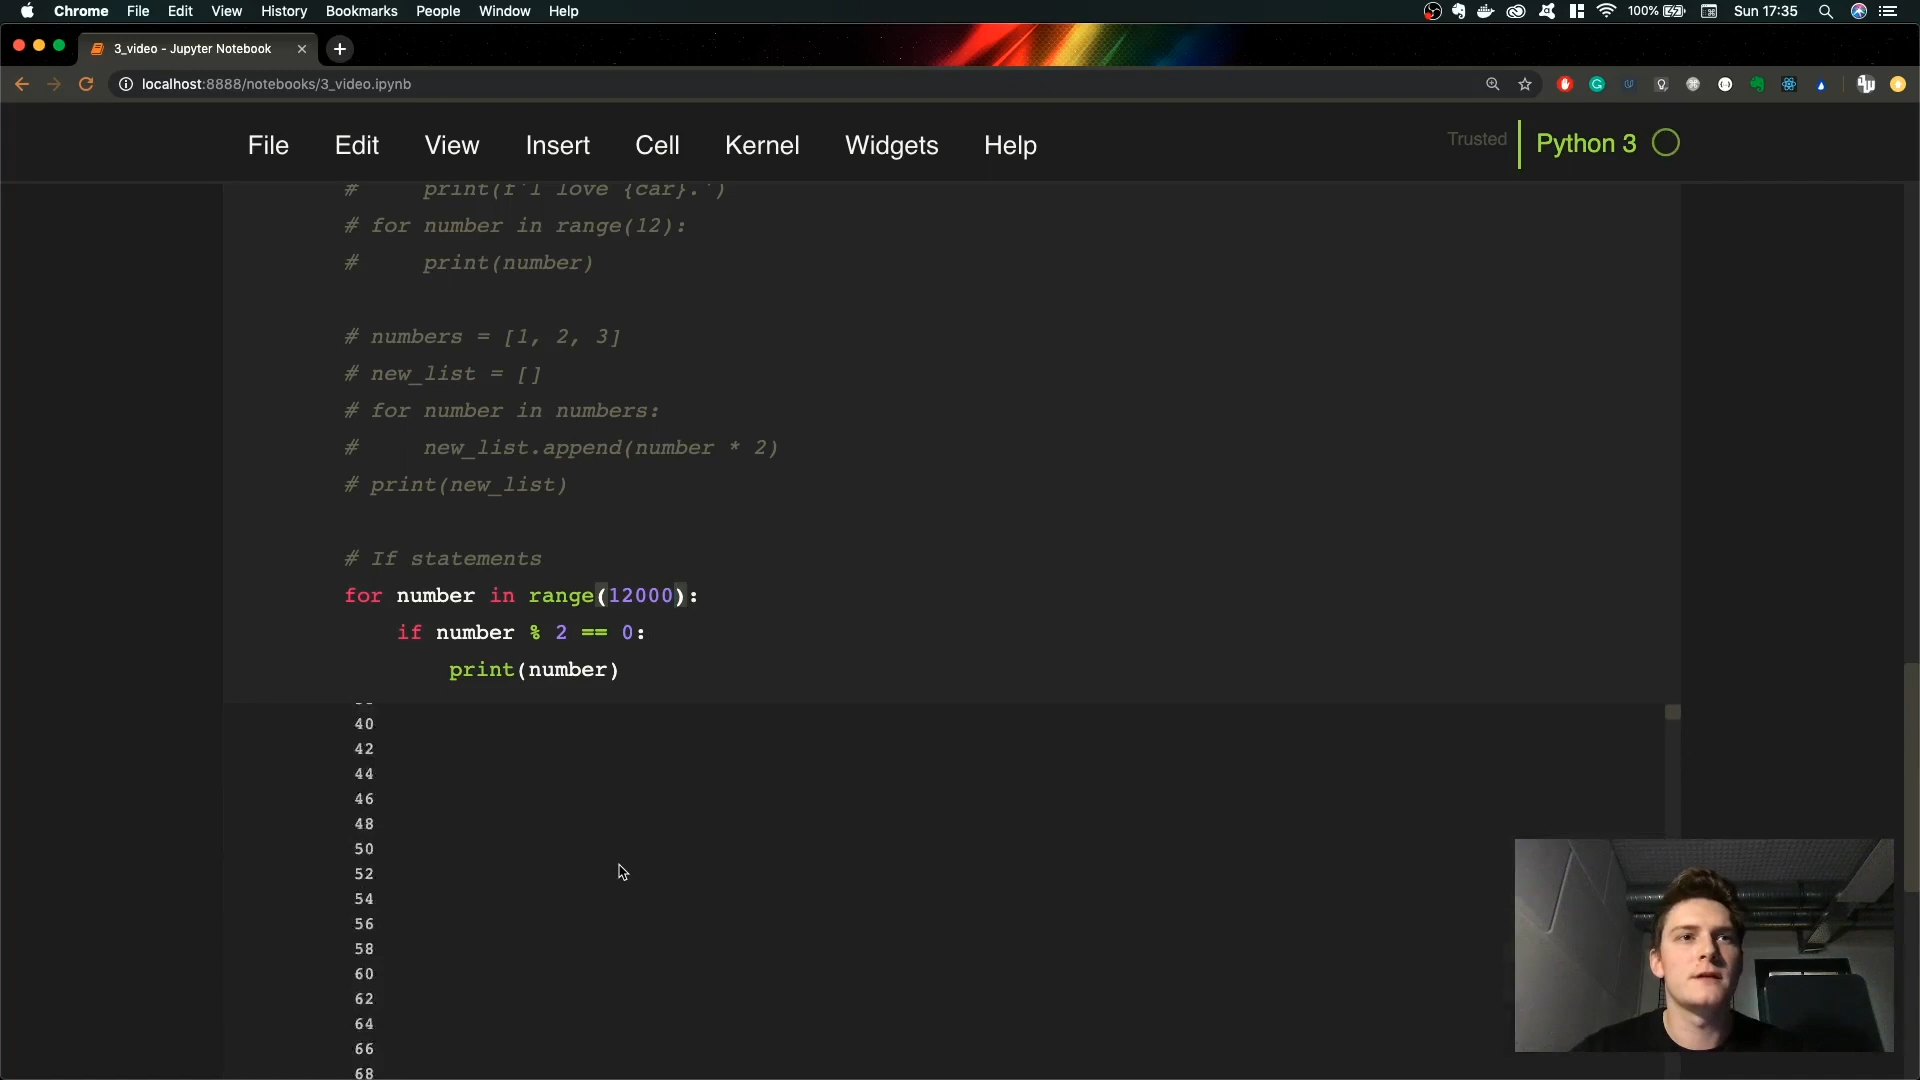 Chrome File Edit View History Bookmarks People Window Help 100% Sun 17:35
3_video - Jupyter Notebook
localhost:8888/notebooks/3_video.ipynb
File Edit View Insert Cell Kernel Widgets Help Trusted Python 3
#     print(f'I love {car}.')
# for number in range(12):
#     print(number)
# numbers = [1, 2, 3]
# new_list = []
# for number in numbers:
#     new_list.append(number * 2)
# print(new_list)
# If statements
for number in range(12000):
    if number % 2 == 0:
        print(number)
40
42
44
46
48
50
52
54
56
58
60
62
64
66
68